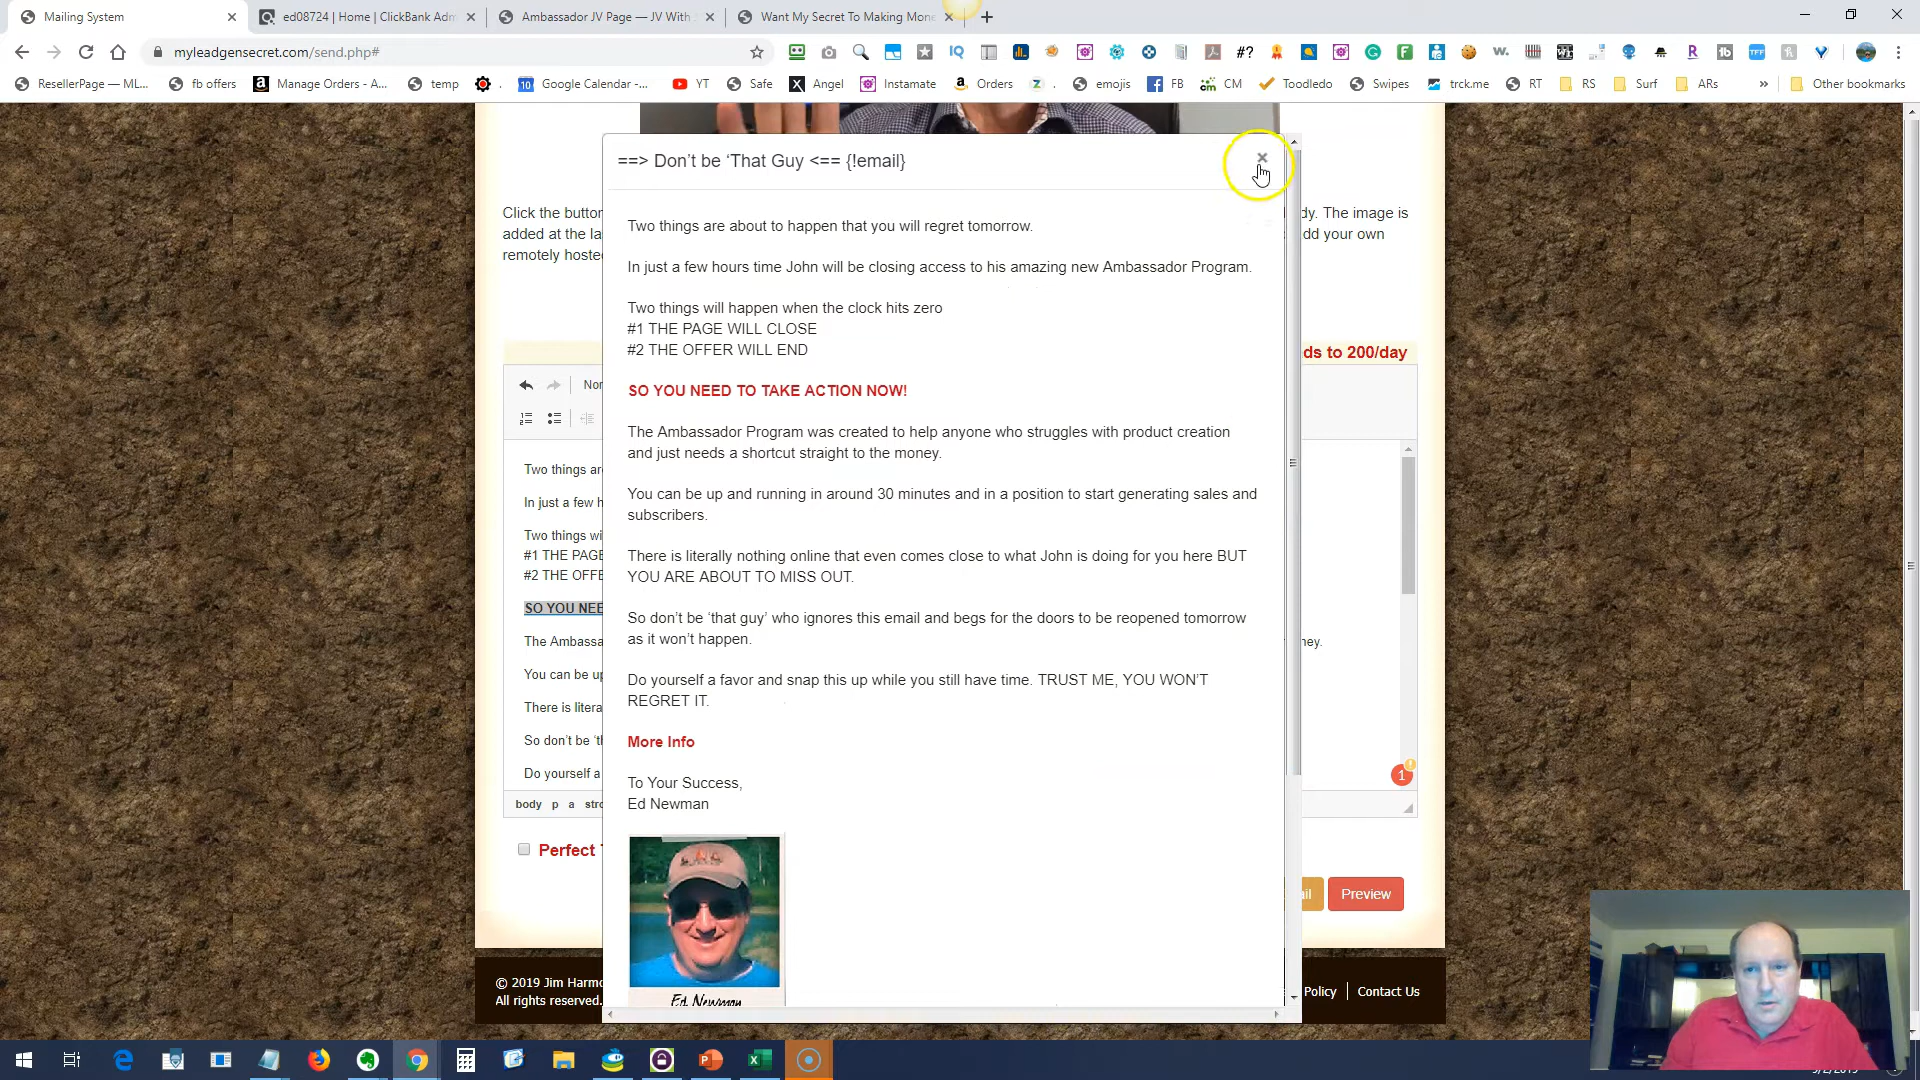 Mailing System
ed08724 | Home | ClickBank Adm
Ambassador JV Page — JV With
Want My Secret To Making Mone
myleadgensecret.com/send.php#
ResellerPage — ML...
fb offers
Manage Orders - A...
temp
Google Calendar -...
YT
Safe
Angel
Instamate
Orders
emojis
FB
CM
Toodledo
Swipes
trck.me
RT
RS
Surf
ARs
»
Other bookmarks
==> Don't be ‘That Guy <== {!email}
×
Click the button
dy. The image is
added at the la
dd your own
remotely hoste
Two things are about to happen that you will regret tomorrow.
In just a few hours time John will be closing access to his amazing new Ambassador Program.
Two things will happen when the clock hits zero
#1 THE PAGE WILL CLOSE
#2 THE OFFER WILL END
ds to 200/day
Nor
SO YOU NEED TO TAKE ACTION NOW!
The Ambassador Program was created to help anyone who struggles with product creation
and just needs a shortcut straight to the money.
You can be up and running in around 30 minutes and in a position to start generating sales and
subscribers.
There is literally nothing online that even comes close to what John is doing for you here BUT
YOU ARE ABOUT TO MISS OUT.
So don't be ‘that guy’ who ignores this email and begs for the doors to be reopened tomorrow
as it won't happen.
Do yourself a favor and snap this up while you still have time. TRUST ME, YOU WON'T
REGRET IT.
More Info
To Your Success,
Ed Newman
Ed Newman
Two things are
In just a few h
Two things wi
#1 THE PAGE
#2 THE OFFE
SO YOU NEE
The Ambassa
ney.
You can be up
There is litera
So don't be ‘th
Do yourself a
1
body p a stro
Perfect T
il
Preview
© 2019 Jim Harmo
All rights reserved.
Policy | Contact Us